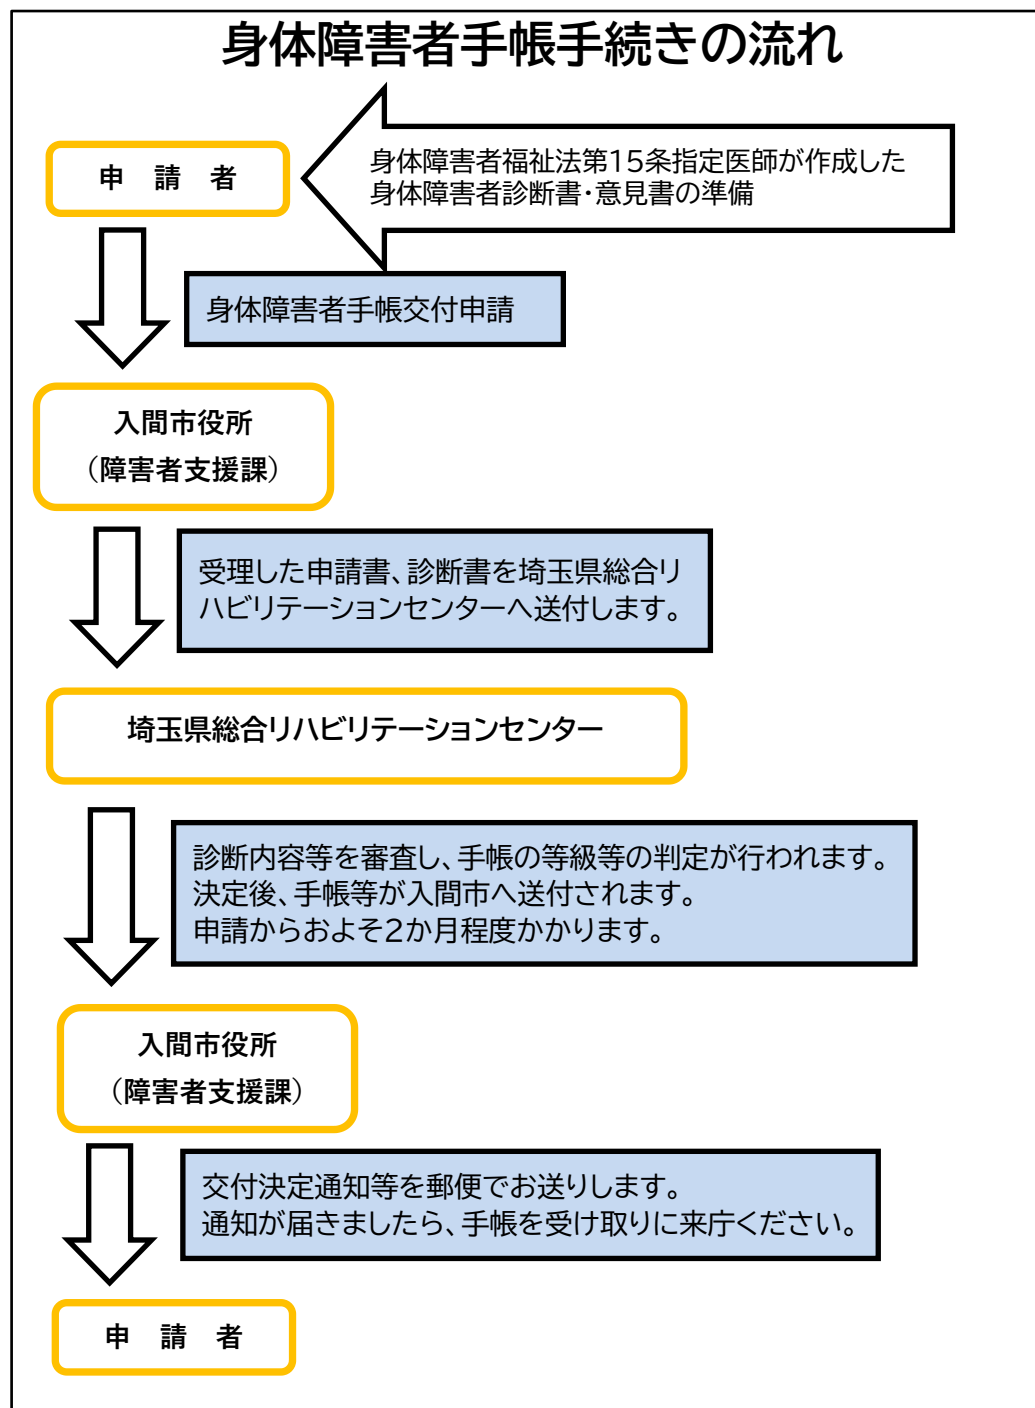 身体障害者手帳手続きの流れ
申　請　者
身体障害者福祉法第15条指定医師が作成した
身体障害者診断書・意見書の準備
身体障害者手帳交付申請
入間市役所
（障害者支援課）
受理した申請書、診断書を埼玉県総合リ
ハビリテーションセンターへ送付します。
埼玉県総合リハビリテーションセンター
診断内容等を審査し、手帳の等級等の判定が行われます。
決定後、手帳等が入間市へ送付されます。
申請からおよそ2か月程度かかります。
入間市役所
（障害者支援課）
交付決定通知等を郵便でお送りします。
通知が届きましたら、手帳を受け取りに来庁ください。
申　請　者